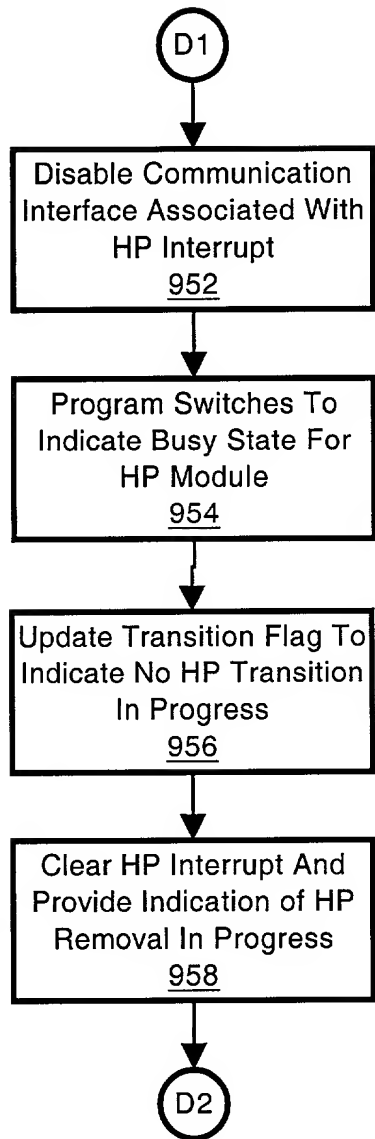 D1
Disable Communication
Interface Associated With
HP Interrupt
952
Program Switches To
Indicate Busy State For
HP Module
954
Update Transition Flag To
Indicate No HP Transition
In Progress
956
Clear HP Interrupt And
Provide Indication of HP
Removal In Progress
958
D2